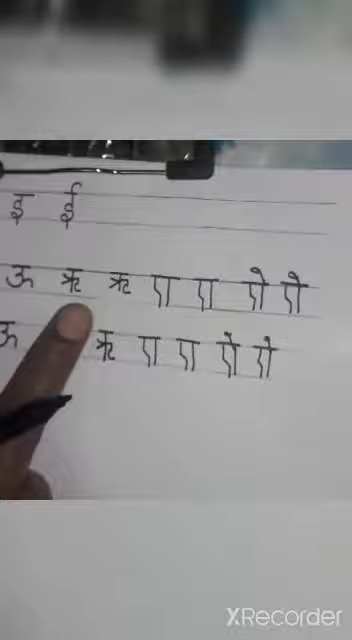 इ ई
ऊ ऋ ऋ ए ए ऐ ऐ
ऊ ऋ ए ए ऐ ऐ
XRecorder